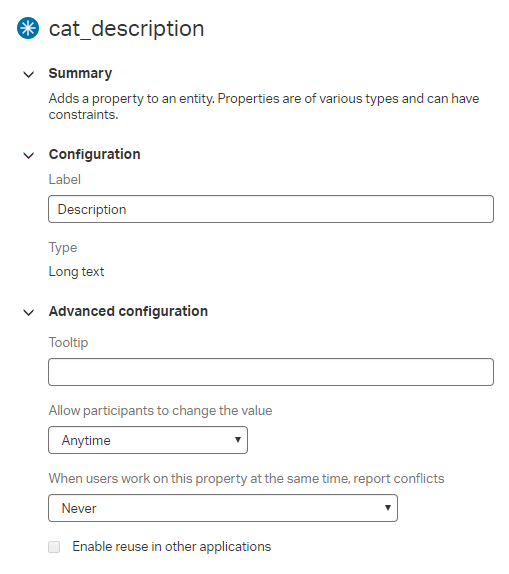 cat_description
Summary
Adds a property to an entity. Properties are of various types and can have
constraints.
Configuration
Label
Description
Type
Long text
Advanced configuration
Tooltip
Allow participants to change the value
Anytime
When users work on this property at the same time, report conflicts
Never
Enable reuse in other applications